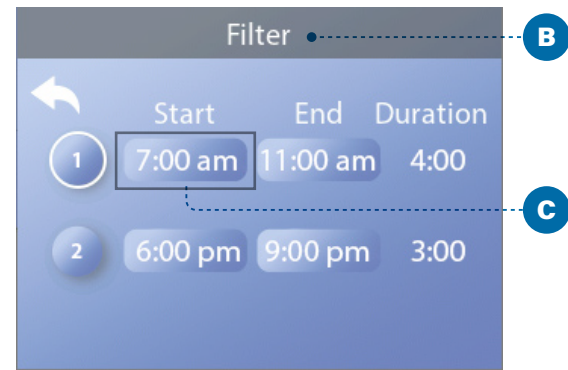 Filter
B
Start End Duration
1 7:00 am 11:00 am 4:00
C
2 6:00 pm 9:00 pm 3:00